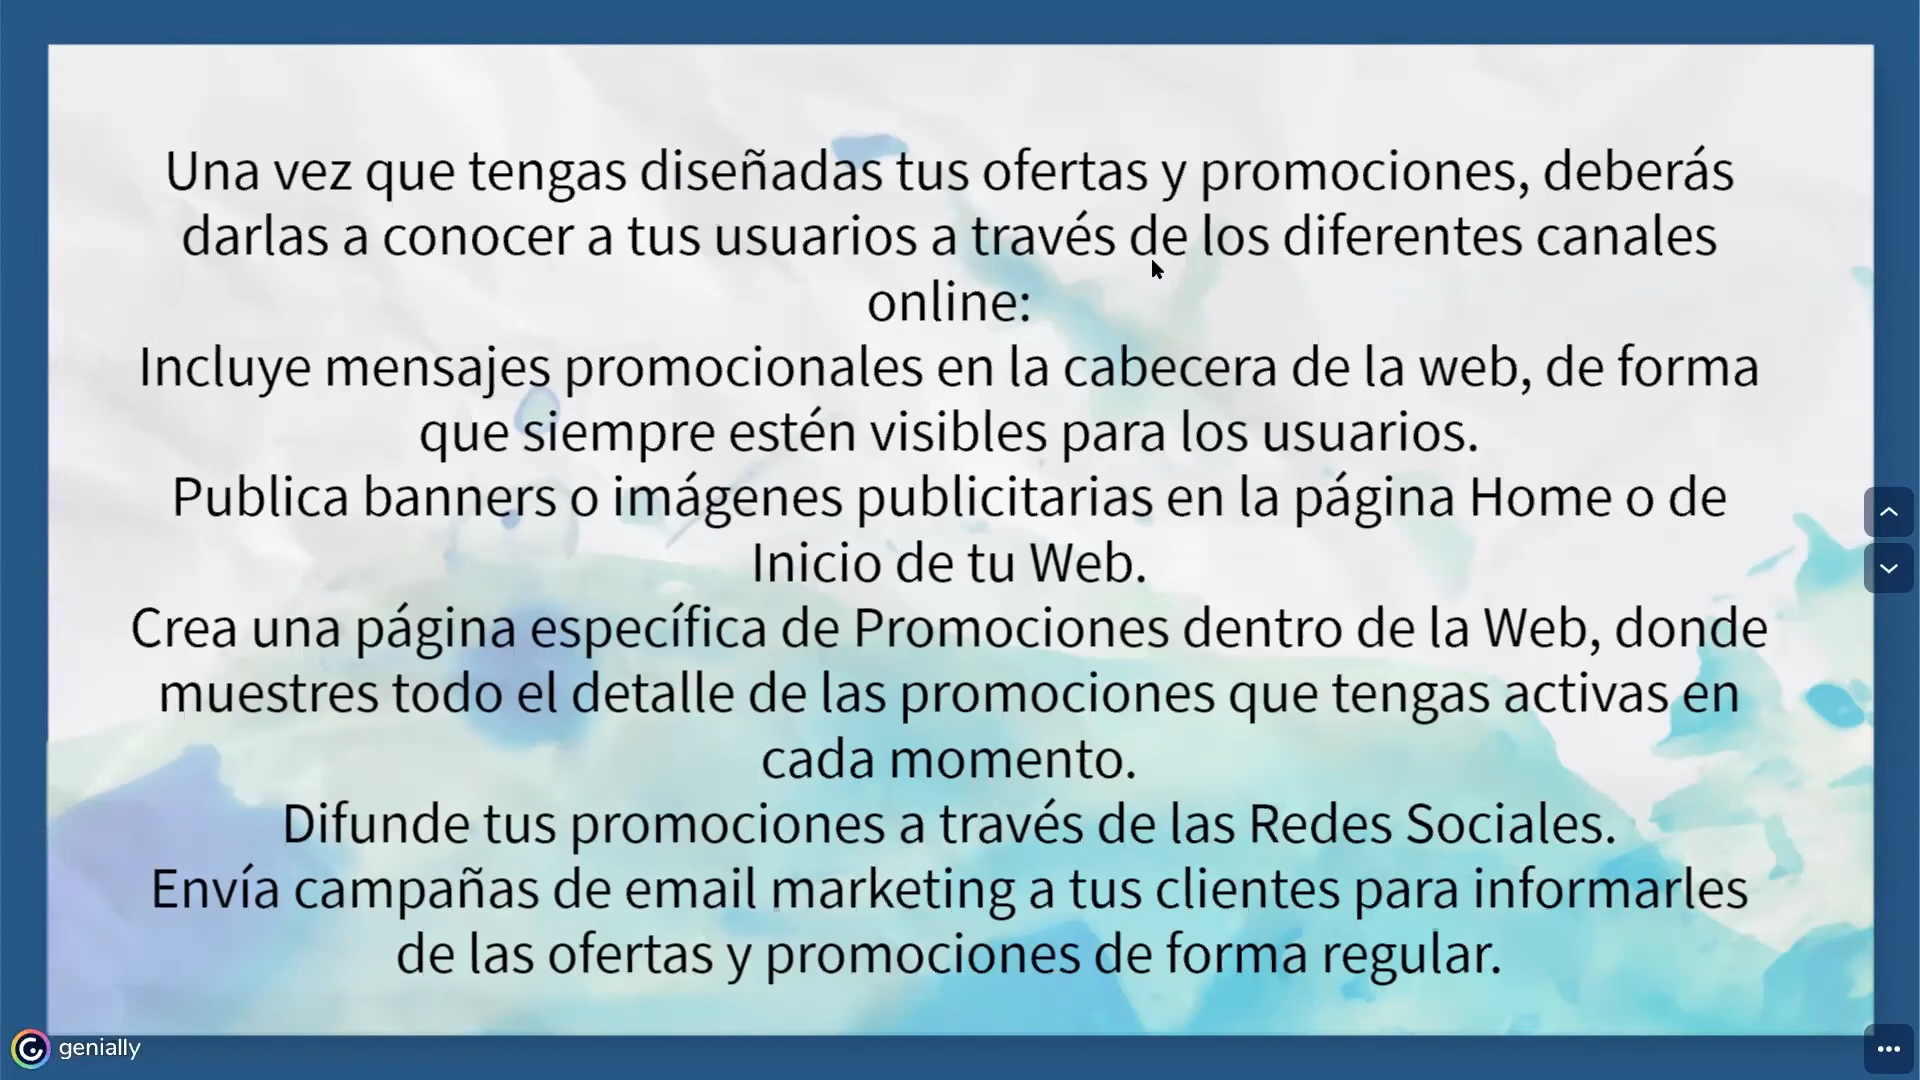 Una vez que tengas diseñadas tus ofertas y promociones, deberás
darlas a conocer a tus usuarios a través de los diferentes canales
online:
Incluye mensajes promocionales en la cabecera de la web, de forma
que siempre estén visibles para los usuarios.
Publica banners o imágenes publicitarias en la página Home o de
Inicio de tu Web.
Crea una página específica de Promociones dentro de la Web, donde
muestres todo el detalle de las promociones que tengas activas en
cada momento.
Difunde tus promociones a través de las Redes Sociales.
Envía campañas de email marketing a tus clientes para informarles
de las ofertas y promociones de forma regular.
genially